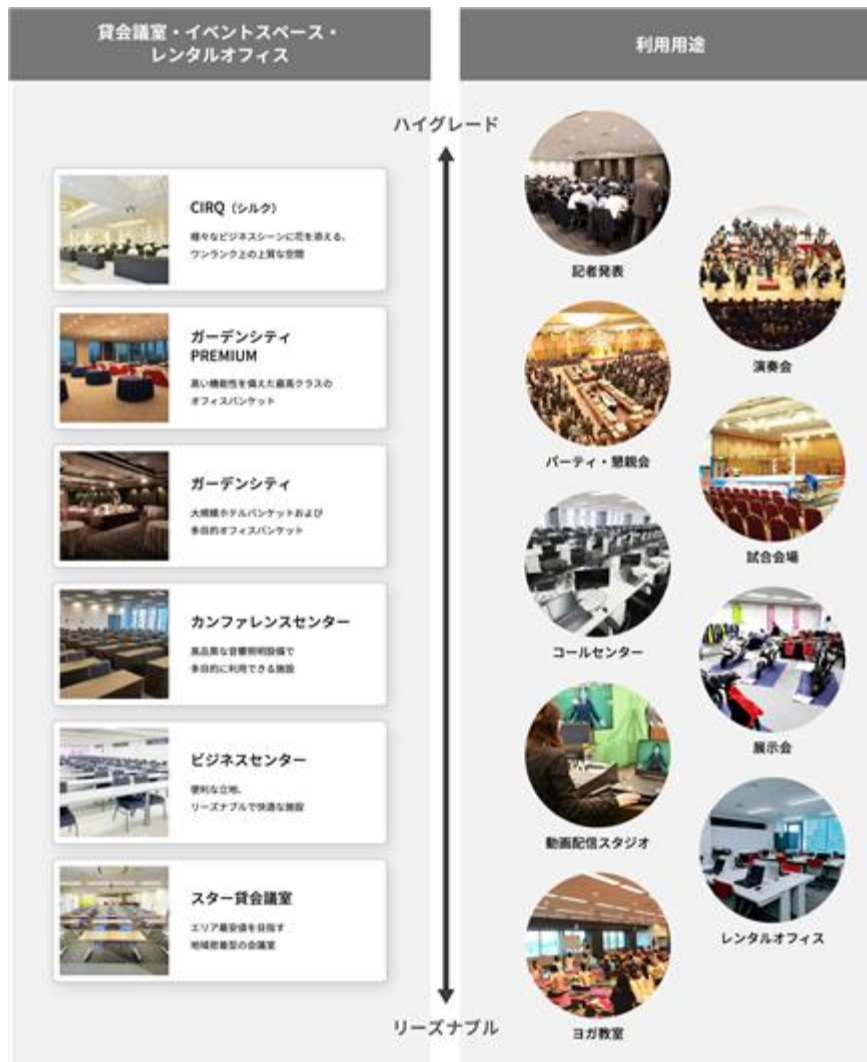 貸会議室・イベントスペース・
レンタルオフィス
利用用途
ハイグレード
CIRQ（シルク）
様々なビジネスシーンに花を添える、
ワンランク上の上質な空間
ガーデンシティ
PREMIUM
高い機能性を備えた最高クラスの
オフィスバンケット
ガーデンシティ
大規模ホテルバンケットおよび
多目的オフィスバンケット
カンファレンスセンター
高品質な音響照明設備で
多目的に利用できる施設
ビジネスセンター
便利な立地、
リーズナブルで快適な施設
スター貸会議室
エリア最安値を目指す
地域密着型の会議室
記者発表
演奏会
パーティ・懇親会
試合会場
コールセンター
展示会
動画配信スタジオ
レンタルオフィス
ヨガ教室
リーズナブル